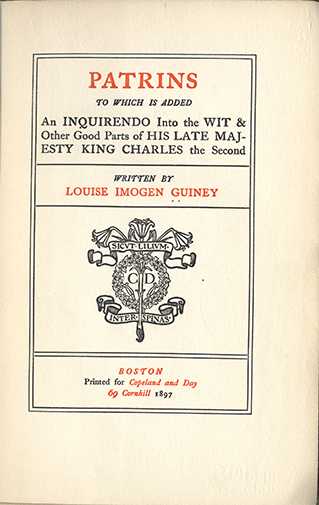 PATRINS
TO WHICH IS ADDED
An INQUIRENDO Into the WIT &
Other Good Parts of HIS LATE MAJ-
ESTY KING CHARLES the Second
WRITTEN BY
LOUISE IMOGEN GUINEY
SICVT·LILIVM·
C D
INTER·SPINAS·
BOSTON
Printed for Copeland and Day
69 Cornhill 1897